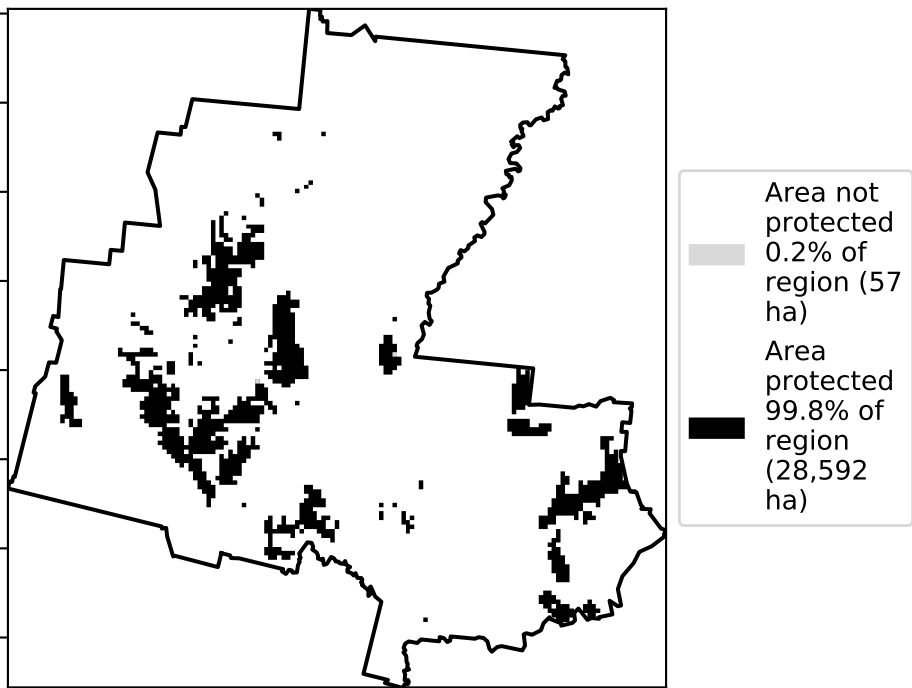 Area not
protected
0.2% of
region (57
ha)
Area
protected
99.8% of
region
(28,592
ha)